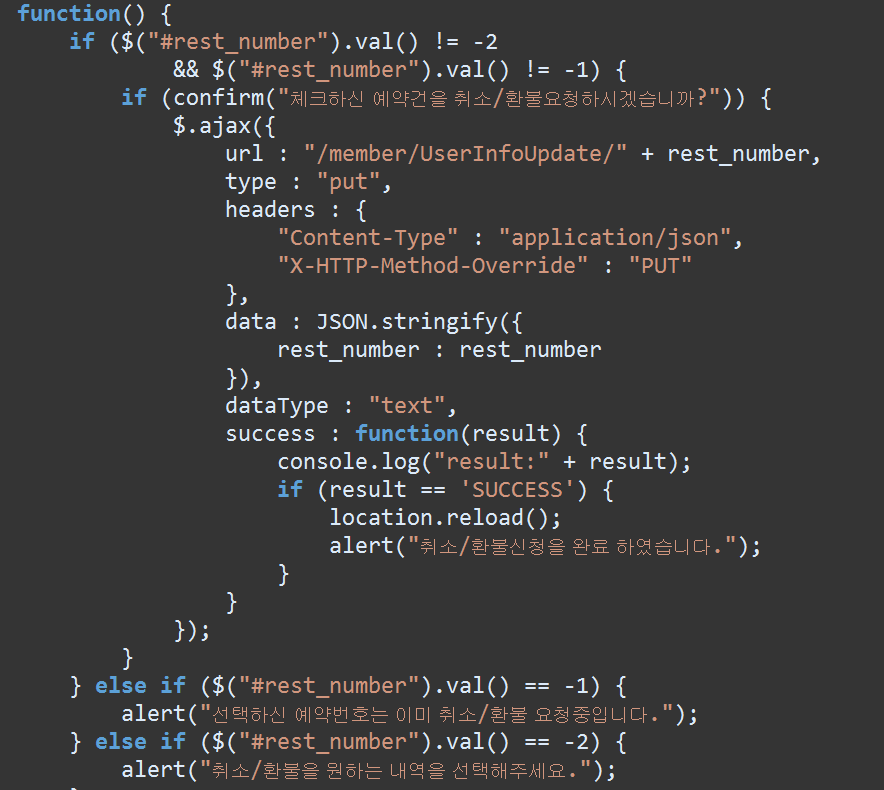 function() {
    if ($("#rest_number").val() != -2
            && $("#rest_number").val() != -1) {
        if (confirm("체크하신 예약건을 취소/환불요청하시겠습니까?")) {
            $.ajax({
                url : "/member/UserInfoUpdate/" + rest_number,
                type : "put",
                headers : {
                    "Content-Type" : "application/json",
                    "X-HTTP-Method-Override" : "PUT"
                },
                data : JSON.stringify({
                    rest_number : rest_number
                }),
                dataType : "text",
                success : function(result) {
                    console.log("result:" + result);
                    if (result == 'SUCCESS') {
                        location.reload();
                        alert("취소/환불신청을 완료 하였습니다.");
                    }
                }
            });
        }
    } else if ($("#rest_number").val() == -1) {
        alert("선택하신 예약번호는 이미 취소/환불 요청중입니다.");
    } else if ($("#rest_number").val() == -2) {
        alert("취소/환불을 원하는 내역을 선택해주세요.");